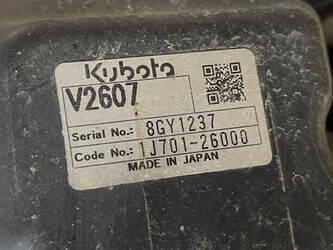 Kubota
V2607
Serial No.: 8GY1237
Code No.: 1J701-26000
MADE IN JAPAN